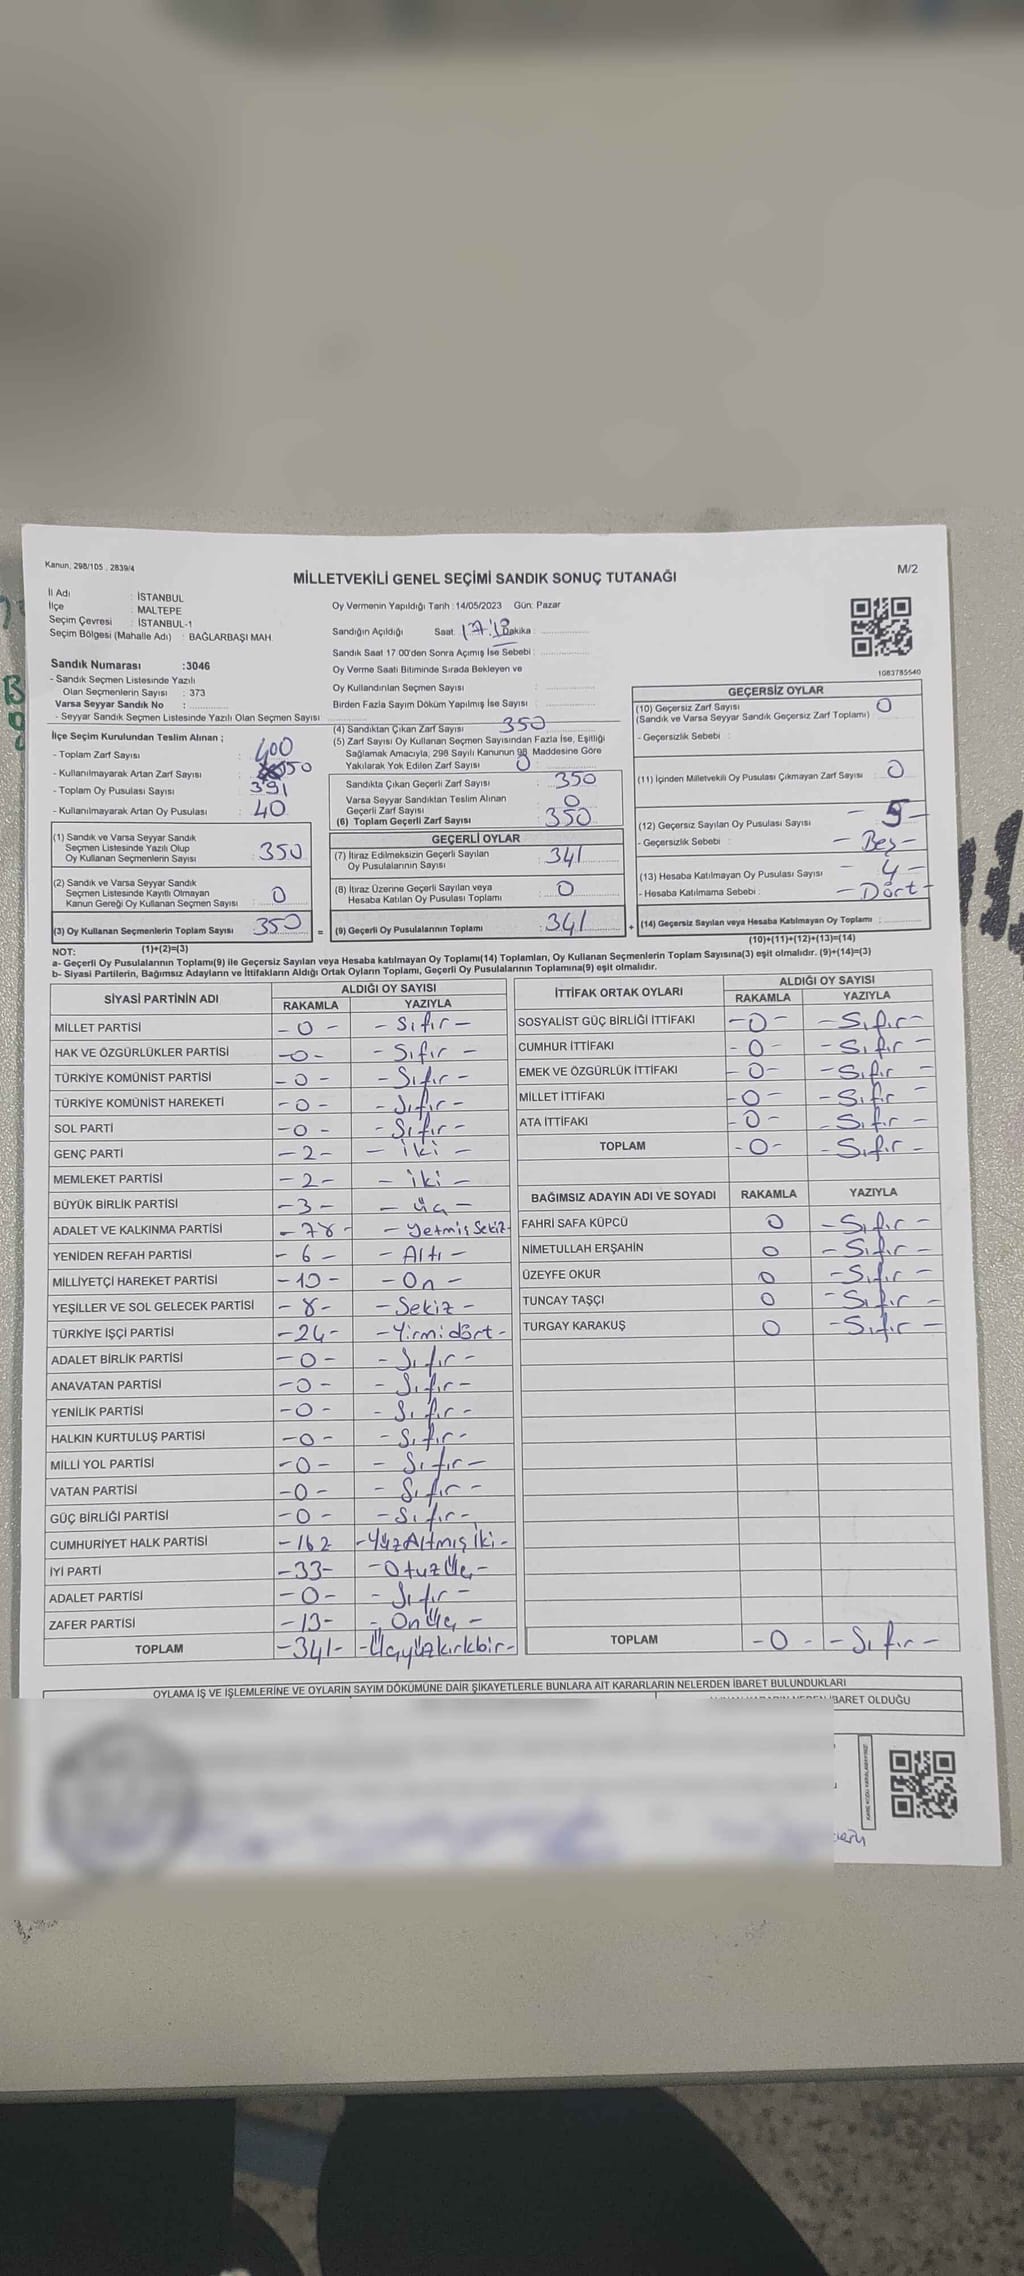 Kanun, 298/105 , 2839/4
MİLLETVEKİLİ GENEL SEÇİMİ SANDIK SONUÇ TUTANAĞI
M/2
İl Adı : İSTANBUL
İlçe : MALTEPE
Seçim Çevresi : İSTANBUL-1
Seçim Bölgesi (Mahalle Adı) : BAĞLARBAŞI MAH.
Oy Vermenin Yapıldığı Tarih :14/05/2023 Gün: Pazar
Sandığın Açıldığı Saat 17:18 Dakika :
Sandık Saat 17:00'den Sonra Açımış İse Sebebi :
Oy Verme Saati Bitiminde Sırada Bekleyen ve
Oy Kullandırılan Seçmen Sayısı :
Birden Fazla Sayım Döküm Yapılmış İse Sayısı :
1083785540
Sandık Numarası :3046
- Sandık Seçmen Listesinde Yazılı
Olan Seçmenlerin Sayısı : 373
Varsa Seyyar Sandık No :
- Seyyar Sandık Seçmen Listesinde Yazılı Olan Seçmen Sayısı :
İlçe Seçim Kurulundan Teslim Alınan ;
- Toplam Zarf Sayısı : 400
- Kullanılmayarak Artan Zarf Sayısı : 50
- Toplam Oy Pusulası Sayısı : 391
- Kullanılmayarak Artan Oy Pusulası : 40
(1) Sandık ve Varsa Seyyar Sandık
Seçmen Listesinde Yazılı Olup
Oy Kullanan Seçmenlerin Sayısı : 350
(2) Sandık ve Varsa Seyyar Sandık
Seçmen Listesinde Kayıtlı Olmayan
Kanun Gereği Oy Kullanan Seçmen Sayısı : 0
(3) Oy Kullanan Seçmenlerin Toplam Sayısı : 350
(4) Sandıktan Çıkan Zarf Sayısı : 350
(5) Zarf Sayısı Oy Kullanan Seçmen Sayısından Fazla İse, Eşitliği
Sağlamak Amacıyla, 298 Sayılı Kanunun 98. Maddesine Göre
Yakılarak Yok Edilen Zarf Sayısı : 0
Sandıkta Çıkan Geçerli Zarf Sayısı : 350
Varsa Seyyar Sandıktan Teslim Alınan
Geçerli Zarf Sayısı : 0
(6) Toplam Geçerli Zarf Sayısı : 350
GEÇERLİ OYLAR
(7) İtiraz Edilmeksizin Geçerli Sayılan
Oy Pusulalarının Sayısı : 341
(8) İtiraz Üzerine Geçerli Sayılan veya
Hesaba Katılan Oy Pusulası Toplamı : 0
= (9) Geçerli Oy Pusulalarının Toplamı : 341
GEÇERSİZ OYLAR
(10) Geçersiz Zarf Sayısı : 0
(Sandık ve Varsa Seyyar Sandık Geçersiz Zarf Toplamı)
- Geçersizlik Sebebi :
(11) İçinden Milletvekili Oy Pusulası Çıkmayan Zarf Sayısı : 0
(12) Geçersiz Sayılan Oy Pusulası Sayısı : - 5 -
- Geçersizlik Sebebi : - Beş -
(13) Hesaba Katılmayan Oy Pusulası Sayısı : - 4 -
- Hesaba Katılmama Sebebi : - Dört -
+ (14) Geçersiz Sayılan veya Hesaba Katılmayan Oy Toplamı :
NOT: (1)+(2)=(3)
(10)+(11)+(12)+(13)=(14)
a- Geçerli Oy Pusulalarının Toplamı(9) ile Geçersiz Sayılan veya Hesaba katılmayan Oy Toplamı(14) Toplamları, Oy Kullanan Seçmenlerin Toplam Sayısına(3) eşit olmalıdır. (9)+(14)=(3)
b- Siyasi Partilerin, Bağımsız Adayların ve İttifakların Aldığı Ortak Oyların Toplamı, Geçerli Oy Pusulalarının Toplamına(9) eşit olmalıdır.
SİYASİ PARTİNİN ADI ALDIĞI OY SAYISI
RAKAMLA YAZIYLA
MİLLET PARTİSİ - 0 - - Sıfır -
HAK VE ÖZGÜRLÜKLER PARTİSİ - 0 - - Sıfır -
TÜRKİYE KOMÜNİST PARTİSİ - 0 - - Sıfır -
TÜRKİYE KOMÜNİST HAREKETİ - 0 - - Sıfır -
SOL PARTİ - 0 - - Sıfır -
GENÇ PARTİ - 2 - - iki -
MEMLEKET PARTİSİ - 2 - - iki -
BÜYÜK BİRLİK PARTİSİ - 3 - - üç -
ADALET VE KALKINMA PARTİSİ - 78 - - Yetmiş Sekiz -
YENİDEN REFAH PARTİSİ - 6 - - Altı -
MİLLİYETÇİ HAREKET PARTİSİ - 10 - - On -
YEŞİLLER VE SOL GELECEK PARTİSİ - 8 - - Sekiz -
TÜRKİYE İŞÇİ PARTİSİ - 24 - - Yirmi dört -
ADALET BİRLİK PARTİSİ - 0 - - Sıfır -
ANAVATAN PARTİSİ - 0 - - Sıfır -
YENİLİK PARTİSİ - 0 - - Sıfır -
HALKIN KURTULUŞ PARTİSİ - 0 - - Sıfır -
MİLLİ YOL PARTİSİ - 0 - - Sıfır -
VATAN PARTİSİ - 0 - - Sıfır -
GÜÇ BİRLİĞİ PARTİSİ - 0 - - Sıfır -
CUMHURİYET HALK PARTİSİ - 162 - Yüz Altmış iki -
İYİ PARTİ - 33 - - Otuz Üç -
ADALET PARTİSİ - 0 - - Sıfır -
ZAFER PARTİSİ - 13 - - On Üç -
TOPLAM - 341 - - Üçyüzkırkbir -
İTTİFAK ORTAK OYLARI ALDIĞI OY SAYISI
RAKAMLA YAZIYLA
SOSYALİST GÜÇ BİRLİĞİ İTTİFAKI - 0 - - Sıfır -
CUMHUR İTTİFAKI - 0 - - Sıfır -
EMEK VE ÖZGÜRLÜK İTTİFAKI - 0 - - Sıfır -
MİLLET İTTİFAKI - 0 - - Sıfır -
ATA İTTİFAKI - 0 - - Sıfır -
TOPLAM - 0 - - Sıfır -
BAĞIMSIZ ADAYIN ADI VE SOYADI RAKAMLA YAZIYLA
FAHRİ SAFA KÜPCÜ 0 - Sıfır -
NİMETULLAH ERŞAHİN 0 - Sıfır -
ÜZEYFE OKUR 0 - Sıfır -
TUNCAY TAŞÇI 0 - Sıfır -
TURGAY KARAKUŞ 0 - Sıfır -
TOPLAM - 0 - - Sıfır -
OYLAMA İŞ VE İŞLEMLERİNE VE OYLARIN SAYIM DÖKÜMÜNE DAİR ŞİKAYETLERLE BUNLARA AİT KARARLARIN NELERDEN İBARET BULUNDUKLARI
İBARET OLDUĞU